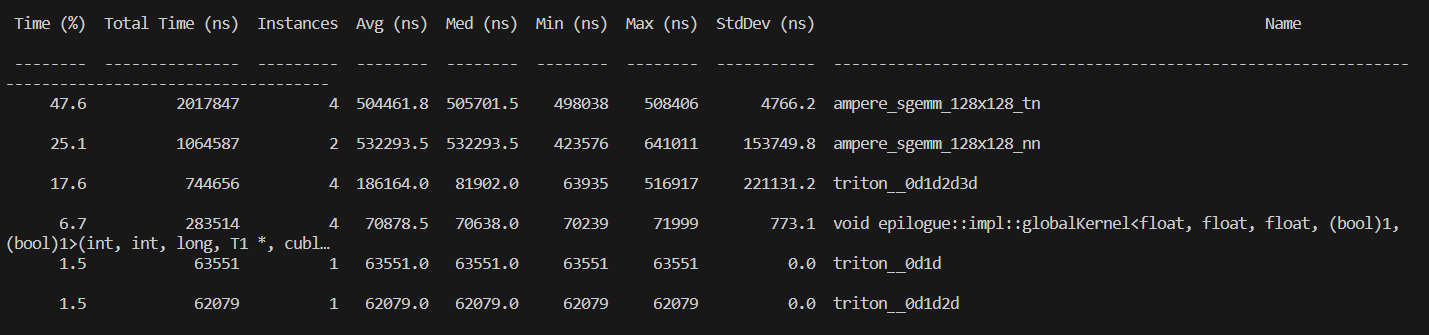 Time (%)  Total Time (ns)  Instances  Avg (ns)  Med (ns)  Min (ns)  Max (ns)  StdDev (ns)  Name
--------  ---------------  ---------  --------  --------  --------  --------  -----------  ----------------------------------------------------------------
------------------------------------
47.6  2017847  4  504461.8  505701.5  498038  508406  4766.2  ampere_sgemm_128x128_tn
25.1  1064587  2  532293.5  532293.5  423576  641011  153749.8  ampere_sgemm_128x128_nn
17.6  744656  4  186164.0  81902.0  63935  516917  221131.2  triton__0d1d2d3d
6.7  283514  4  70878.5  70638.0  70239  71999  773.1  void epilogue::impl::globalKernel<float, float, float, (bool)1,
(bool)1>(int, int, long, T1 *, cubl…
1.5  63551  1  63551.0  63551.0  63551  63551  0.0  triton__0d1d
1.5  62079  1  62079.0  62079.0  62079  62079  0.0  triton__0d1d2d